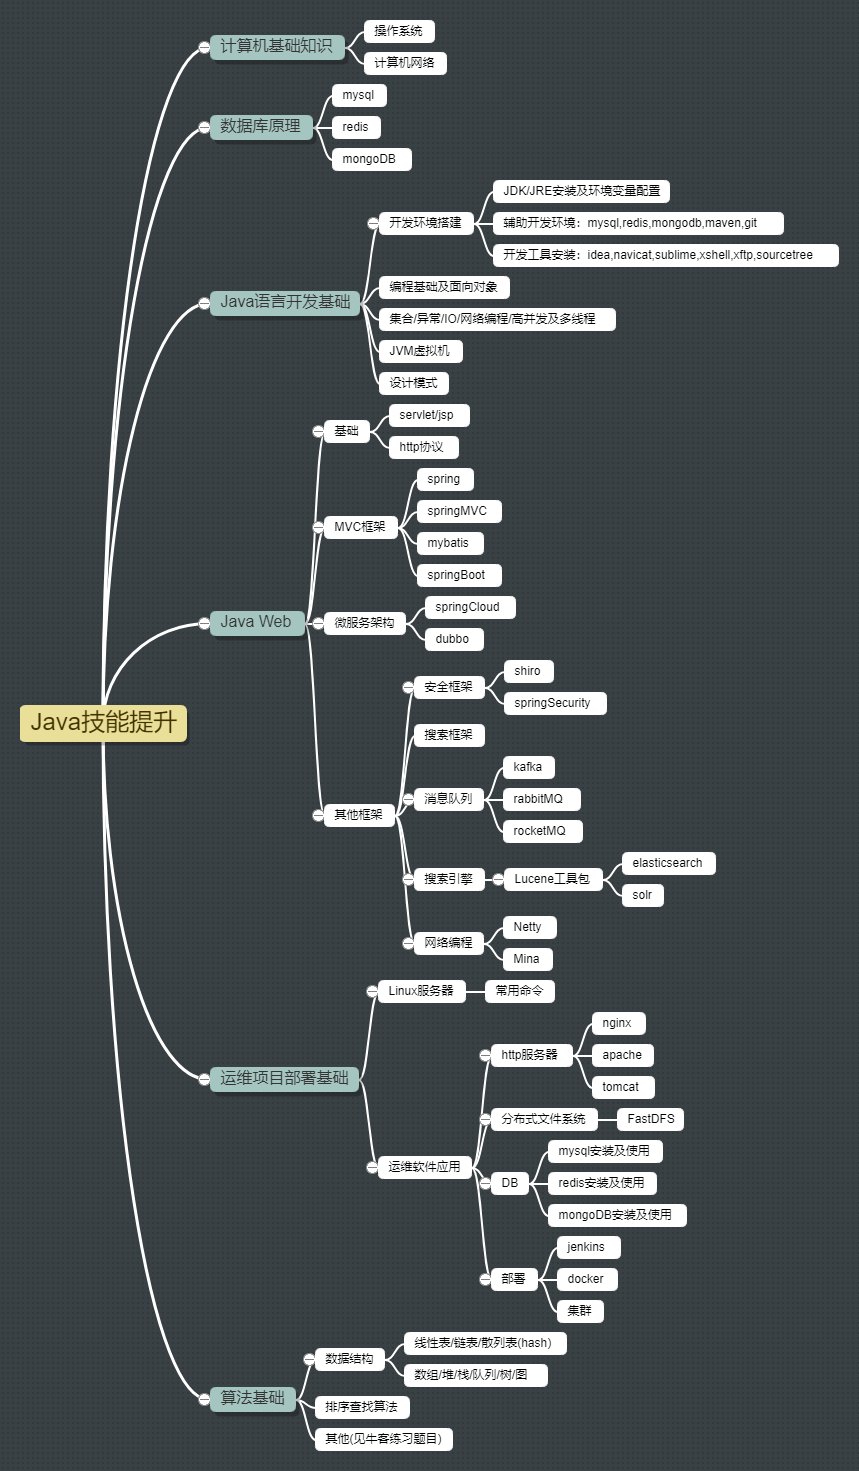 操作系统
计算机基础知识
计算机网络
mysql
数据库原理
redis
mongoDB
JDK/JRE安装及环境变量配置
开发环境搭建
辅助开发环境：mysql,redis,mongodb,maven,git
开发工具安装：idea,navicat,sublime,xshell,xftp,sourcetree
编程基础及面向对象
Java语言开发基础
集合/异常/IO/网络编程/高并发及多线程
JVM虚拟机
设计模式
servlet/jsp
基础
http协议
spring
springMVC
MVC框架
mybatis
springBoot
springCloud
Java Web
微服务架构
dubbo
shiro
安全框架
springSecurity
Java技能提升
搜索框架
kafka
消息队列
rabbitMQ
其他框架
rocketMQ
elasticsearch
搜索引擎
Lucene工具包
solr
Netty
网络编程
Mina
Linux服务器
常用命令
nginx
http服务器
apache
运维项目部署基础
tomcat
分布式文件系统
FastDFS
mysql安装及使用
运维软件应用
DB
redis安装及使用
mongoDB安装及使用
jenkins
部署
docker
集群
线性表/链表/散列表(hash)
数据结构
数组/堆/栈/队列/树/图
算法基础
排序查找算法
其他(见牛客练习题目)